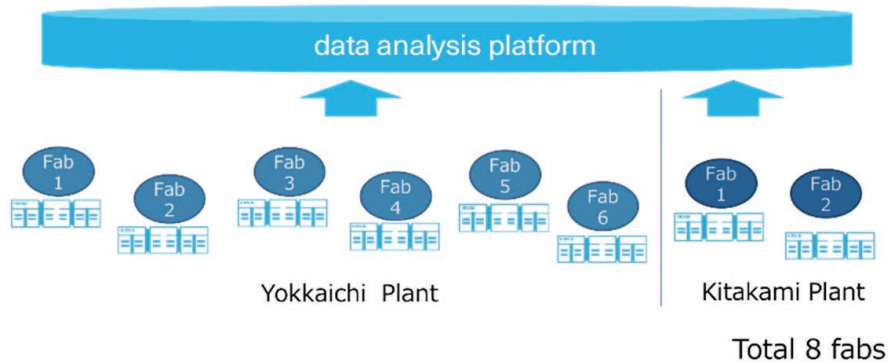 data analysis platform
Fab
1
Fab
2
Fab
3
Fab
4
Fab
5
Fab
6
Fab
1
Fab
2
Yokkaichi Plant
Kitakami Plant
Total 8 fabs